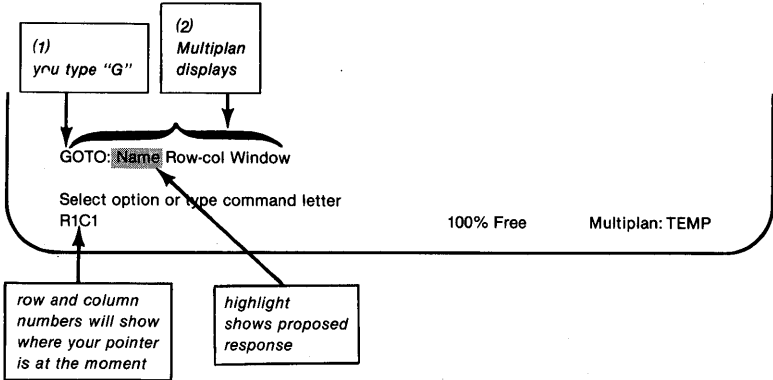 (1)
you type "G"
(2)
Multiplan
displays
GOTO: Name Row-col Window
Select option or type command letter
R1C1 100% Free Multiplan: TEMP
row and column
numbers will show
where your pointer
is at the moment
highlight
shows proposed
response